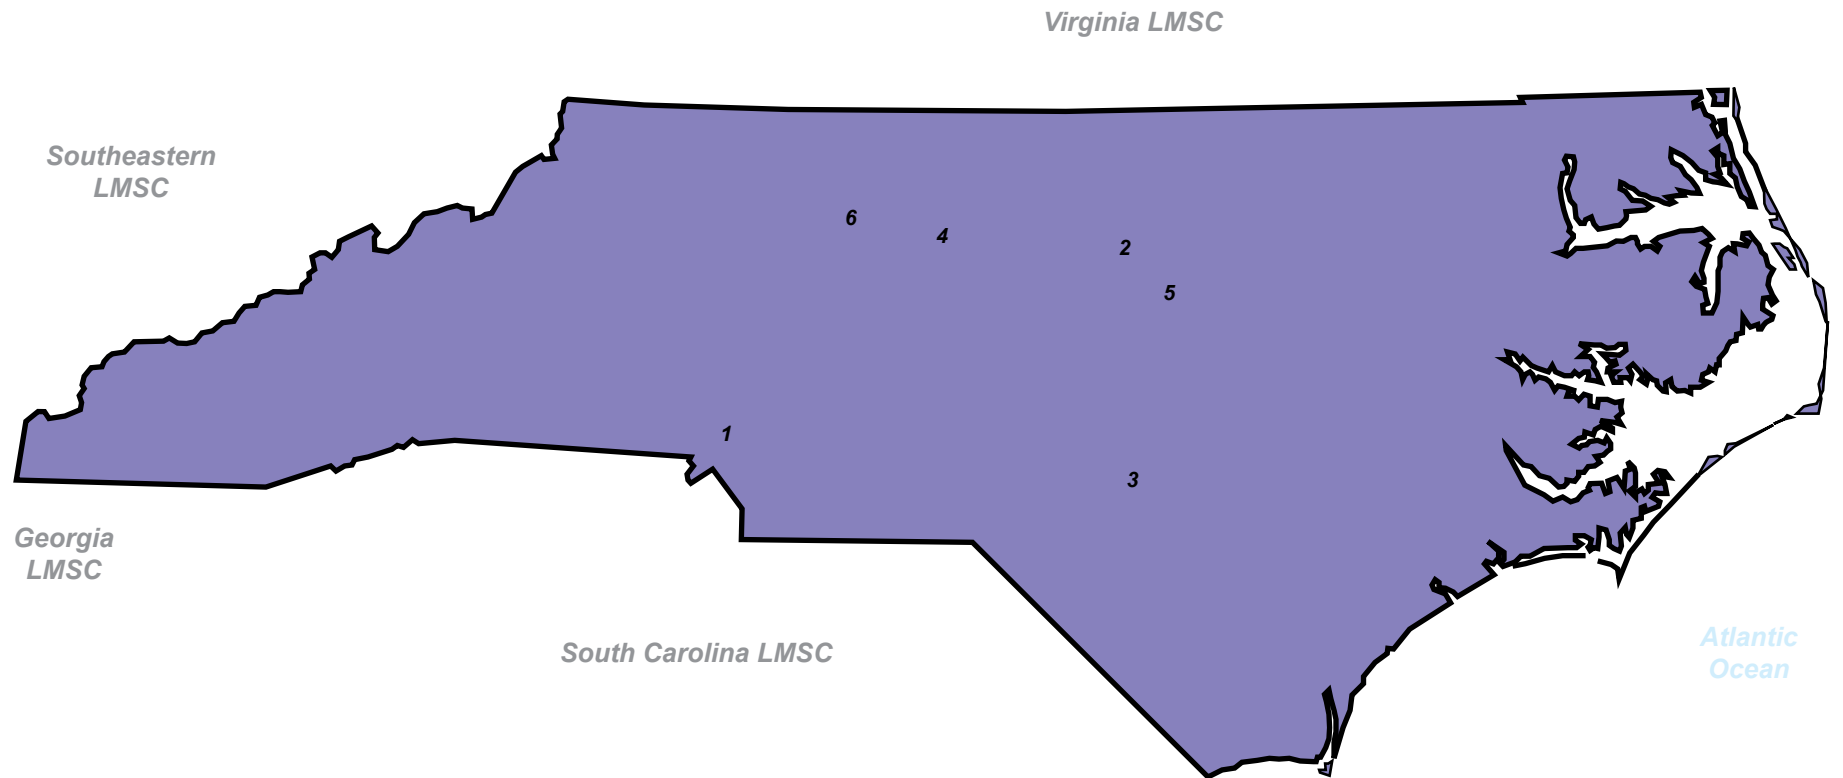 Virginia LMSC
Southeastern
LMSC
6
4
2
5
1
3
Georgia
LMSC
South Carolina LMSC
Atlantic
Ocean